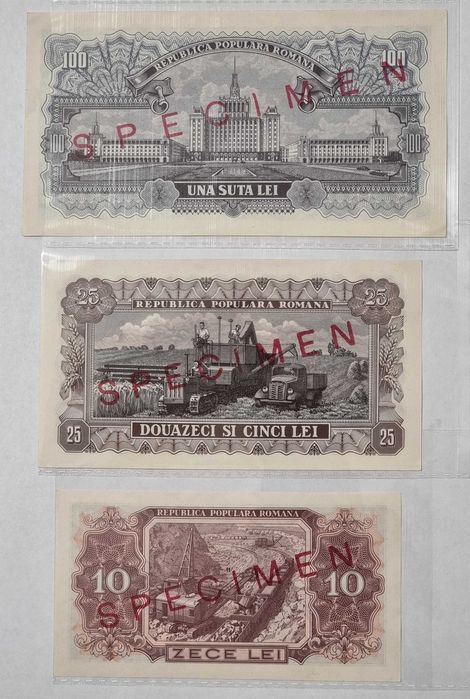 REPUBLICA POPULARA ROMANA
100 100
SPECIMEN
100 100
UNA SUTA LEI
25 25
REPUBLICA POPULARA ROMANA
SPECIMEN
25 DOUAZECI SI CINCI LEI 25
REPUBLICA POPULARA ROMANA
10 10
SPECIMEN
ZECE LEI